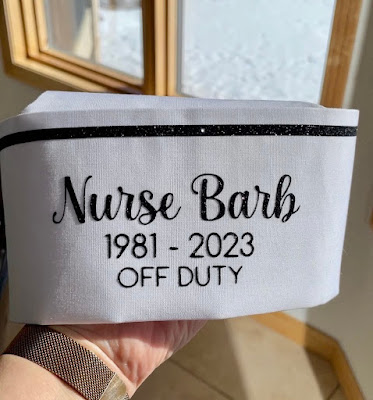 Nurse Barb
1981 - 2023
OFF DUTY